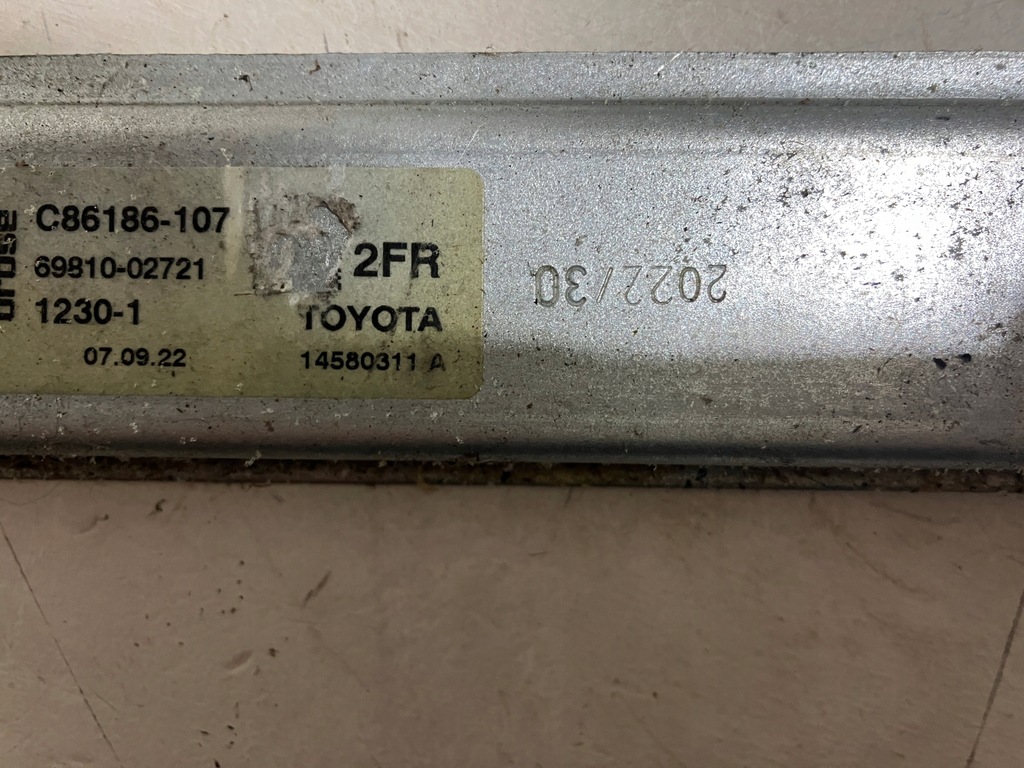 C86186-107
69810-02721
1230-1
07.09.22
2FR
TOYOTA
14580311 A
2022/30